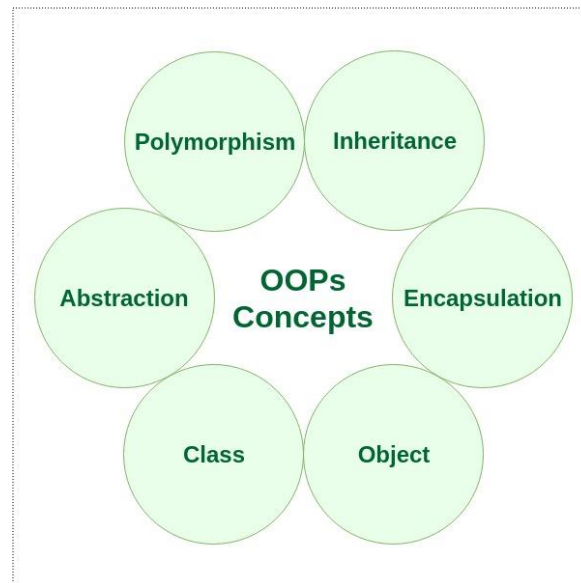 Polymorphism
Inheritance
Abstraction
OOPs
Concepts
Encapsulation
Class
Object